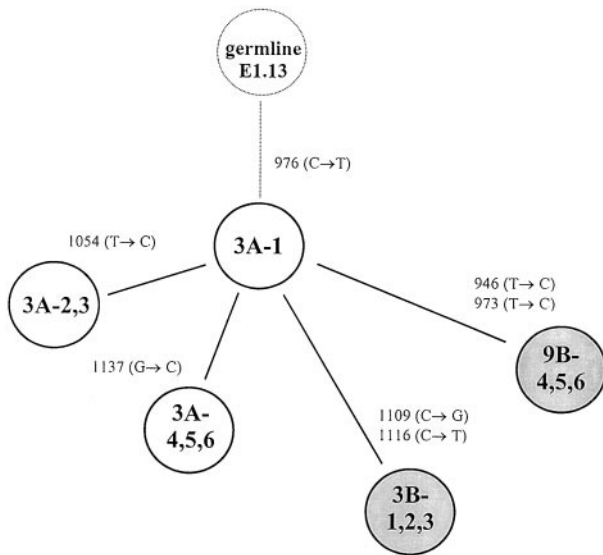 germline
E1.13
976 (C→T)
3A-1
1054 (T→ C)
3A-2,3
946 (T→ C)
973 (T→ C)
9B-
4,5,6
1137 (G→ C)
3A-
4,5,6
1109 (C→ G)
1116 (C→ T)
3B-
1,2,3